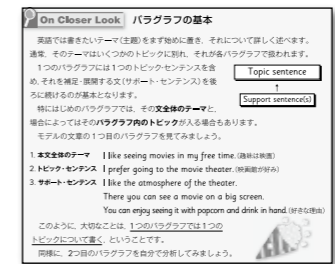 On Closer Look パラグラフの基本
英語では書きたいテーマ(主題)をまず始めに置き、それについて詳しく述べます。
通常、そのテーマはいくつかのトピックに別れ、それが各パラグラフで扱われます。
1つのパラグラフには1つのトピック・センテンスを含
め、それを補足・展開する文(サポート・センテンス)を後
ろに続けるのが基本となります。
Topic sentence
↑
Support sentence(s)
特にはじめのパラグラフでは、その文全体のテーマと、
場合によってはそのパラグラフ内のトピックが入る場合もあります。
モデルの文章の1つ目のパラグラフを見てみましょう。
1. 本文全体のテーマ I like seeing movies in my free time. (趣味は映画)
2. トピック・センテンス I prefer going to the movie theater. (映画館が好み)
3. サポート・センテンス I like the atmosphere of the theater.
There you can see a movie on a big screen.
You can enjoy seeing it with popcorn and drink in hand. (好きな理由)
このように、大切なことは、1つのパラグラフでは1つの
トピックについて書く、ということです。
同様に、2つ目のパラグラフを自分で分析してみましょう。